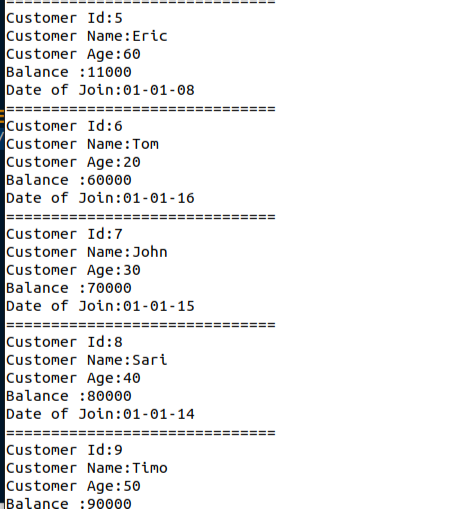 ==============================
Customer Id:5
Customer Name:Eric
Customer Age:60
Balance :11000
Date of Join:01-01-08
==============================
Customer Id:6
Customer Name:Tom
Customer Age:20
Balance :60000
Date of Join:01-01-16
==============================
Customer Id:7
Customer Name:John
Customer Age:30
Balance :70000
Date of Join:01-01-15
==============================
Customer Id:8
Customer Name:Sari
Customer Age:40
Balance :80000
Date of Join:01-01-14
==============================
Customer Id:9
Customer Name:Timo
Customer Age:50
Balance :90000